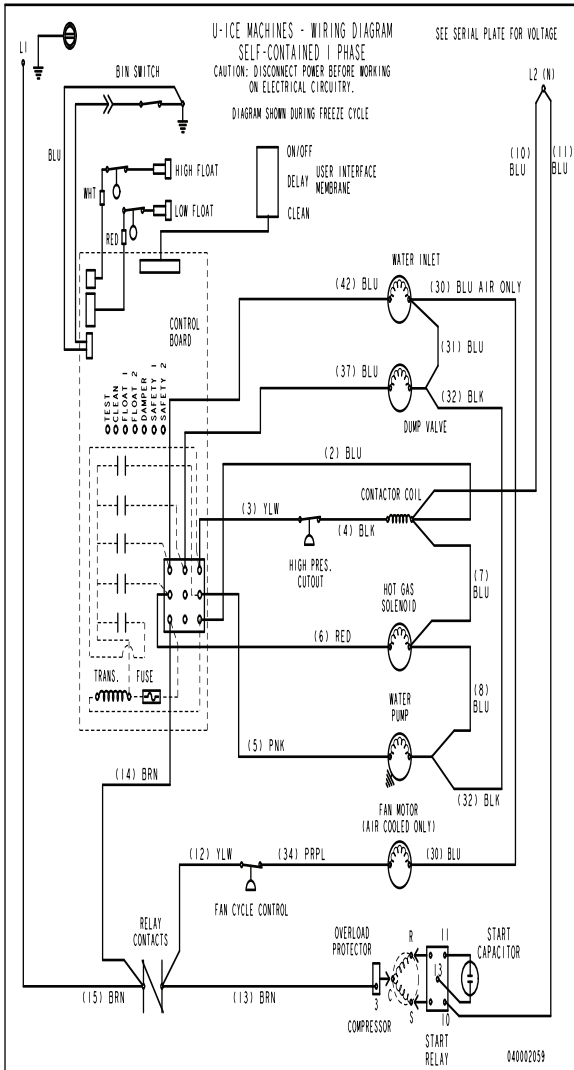 U-ICE MACHINES - WIRING DIAGRAM
SELF-CONTAINED 1 PHASE
CAUTION: DISCONNECT POWER BEFORE WORKING
ON ELECTRICAL CIRCUITRY.
DIAGRAM SHOWN DURING FREEZE CYCLE
SEE SERIAL PLATE FOR VOLTAGE
L1
L2 (N)
BIN SWITCH
BLU
(10)
BLU
(11)
BLU
HIGH FLOAT
WHT
LOW FLOAT
RED
ON/OFF
DELAY
CLEAN
USER INTERFACE
MEMBRANE
CONTROL
BOARD
TEST
CLEAN
FLOAT 1
FLOAT 2
DAMPER
SAFETY 1
SAFETY 2
WATER INLET
(42) BLU
(30) BLU AIR ONLY
(31) BLU
(37) BLU
(32) BLK
DUMP VALVE
(2) BLU
CONTACTOR COIL
(3) YLW
(4) BLK
HIGH PRES.
CUTOUT
(7)
BLU
HOT GAS
SOLENOID
(6) RED
(8)
BLU
WATER
PUMP
TRANS.
FUSE
(5) PNK
(32) BLK
(14) BRN
FAN MOTOR
(AIR COOLED ONLY)
(12) YLW
(34) PRPL
(30) BLU
FAN CYCLE CONTROL
RELAY
CONTACTS
OVERLOAD
PROTECTOR
R
11
START
CAPACITOR
13
C
3
(15) BRN
(13) BRN
S
10
COMPRESSOR
START
RELAY
040002059